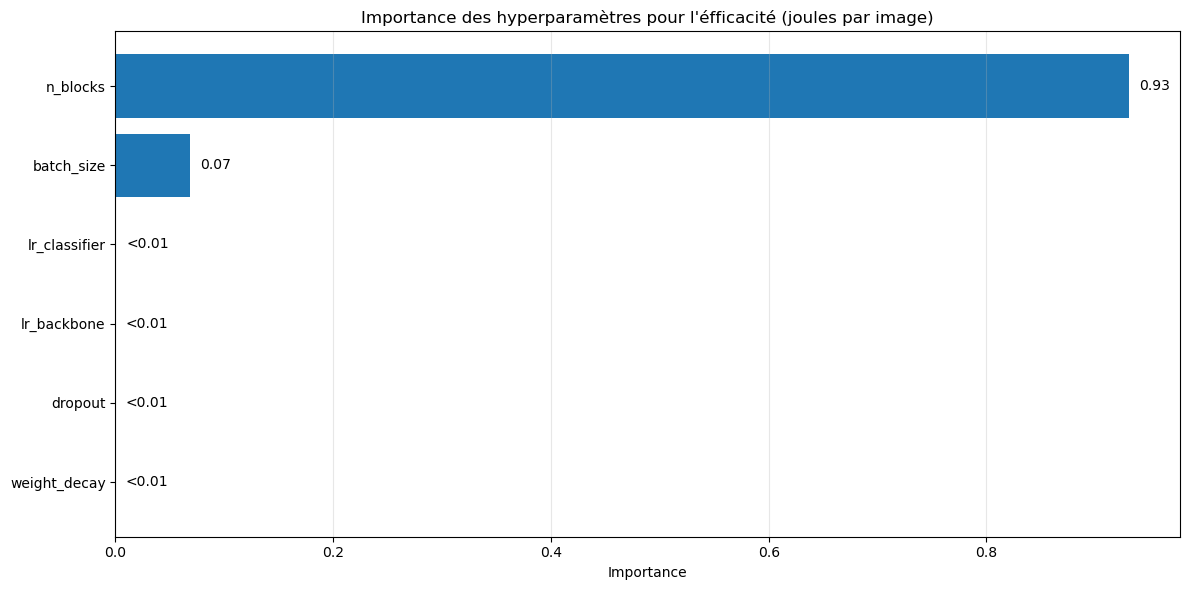 Importance des hyperparamètres pour l'éfficacité (joules par image)
n_blocks
0.93
batch_size
0.07
lr_classifier
<0.01
lr_backbone
<0.01
dropout
<0.01
weight_decay
<0.01
0.0 0.2 0.4 0.6 0.8
Importance